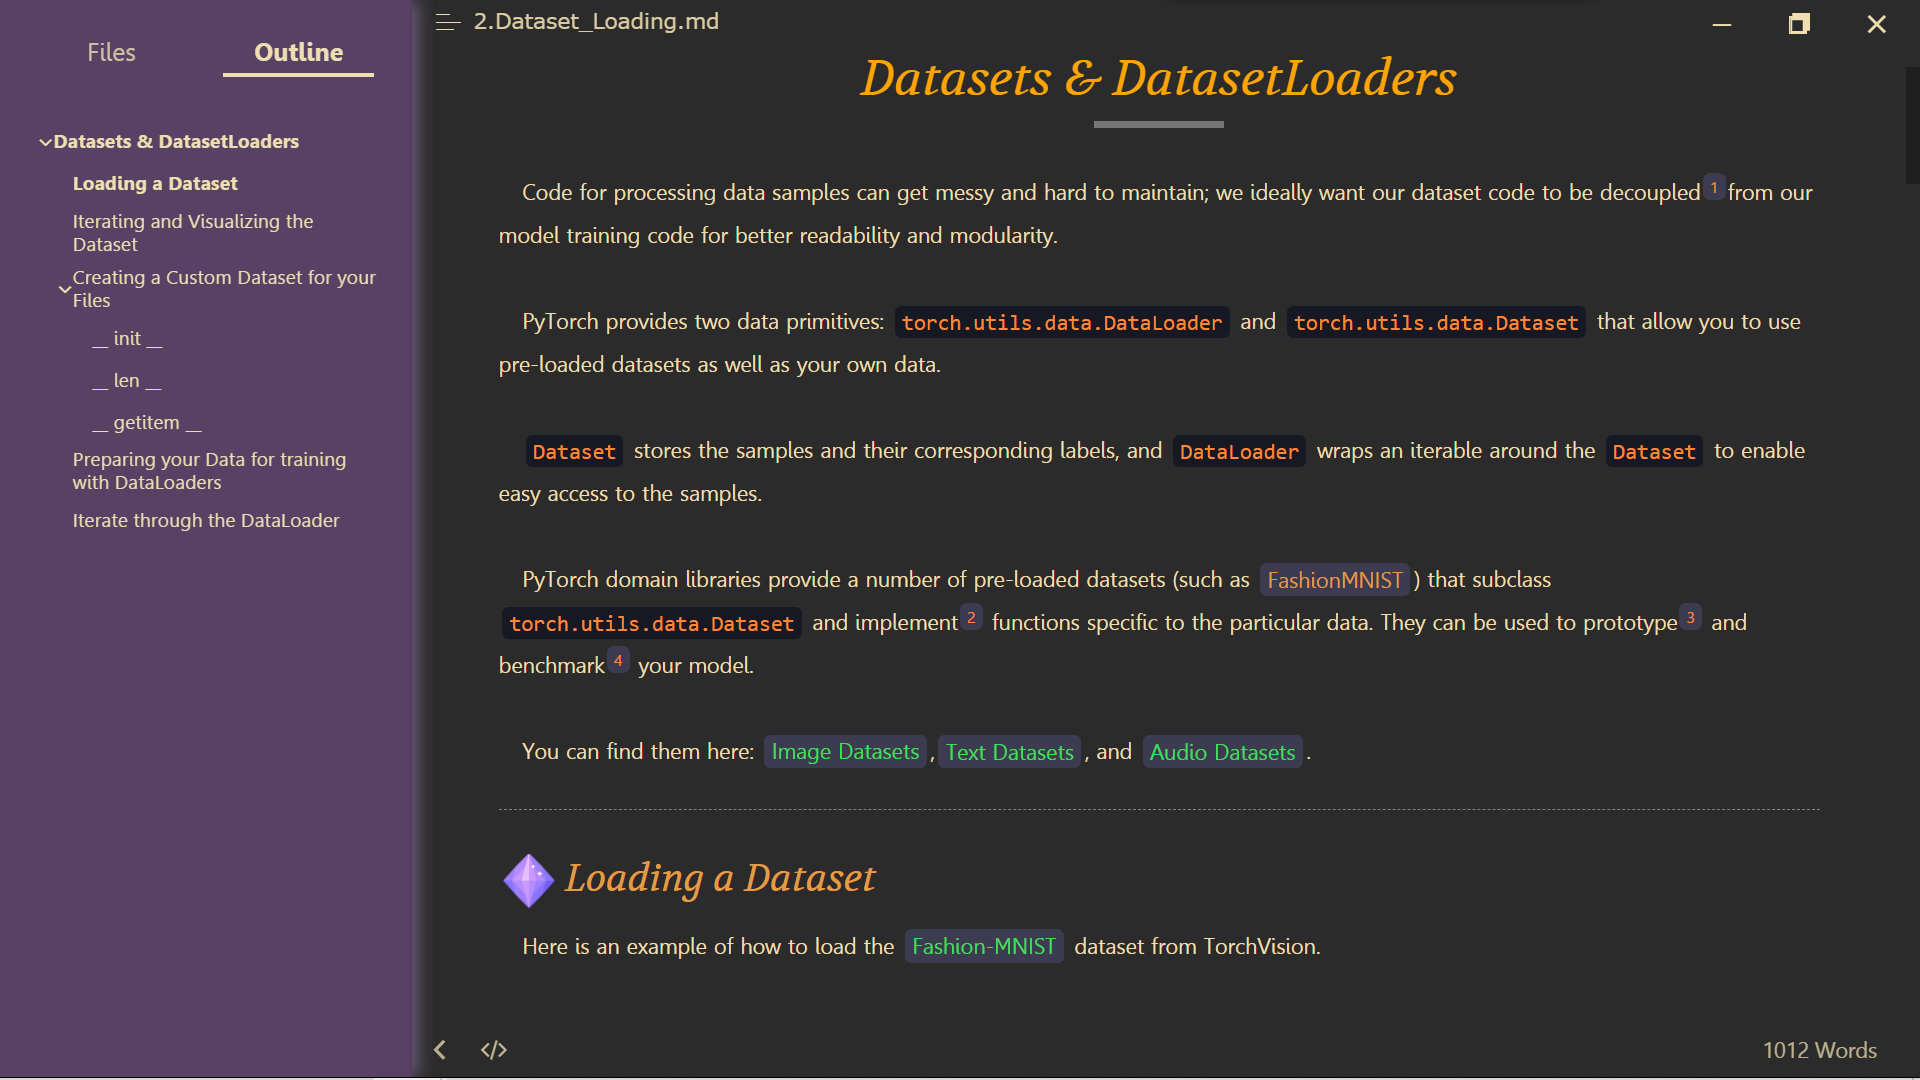 Files
Outline
Datasets & DatasetLoaders
Loading a Dataset
Iterating and Visualizing the
Dataset
Creating a Custom Dataset for your
Files
__ init __
__ len __
__ getitem __
Preparing your Data for training
with DataLoaders
Iterate through the DataLoader
2.Dataset_Loading.md
Datasets & DatasetLoaders
Code for processing data samples can get messy and hard to maintain; we ideally want our dataset code to be decoupled 1 from our
model training code for better readability and modularity.
PyTorch provides two data primitives: torch.utils.data.DataLoader and torch.utils.data.Dataset that allow you to use
pre-loaded datasets as well as your own data.
Dataset stores the samples and their corresponding labels, and DataLoader wraps an iterable around the Dataset to enable
easy access to the samples.
PyTorch domain libraries provide a number of pre-loaded datasets (such as FashionMNIST ) that subclass
torch.utils.data.Dataset and implement 2 functions specific to the particular data. They can be used to prototype 3 and
benchmark 4 your model.
You can find them here: Image Datasets , Text Datasets , and Audio Datasets .
Loading a Dataset
Here is an example of how to load the Fashion-MNIST dataset from TorchVision.
</> 1012 Words